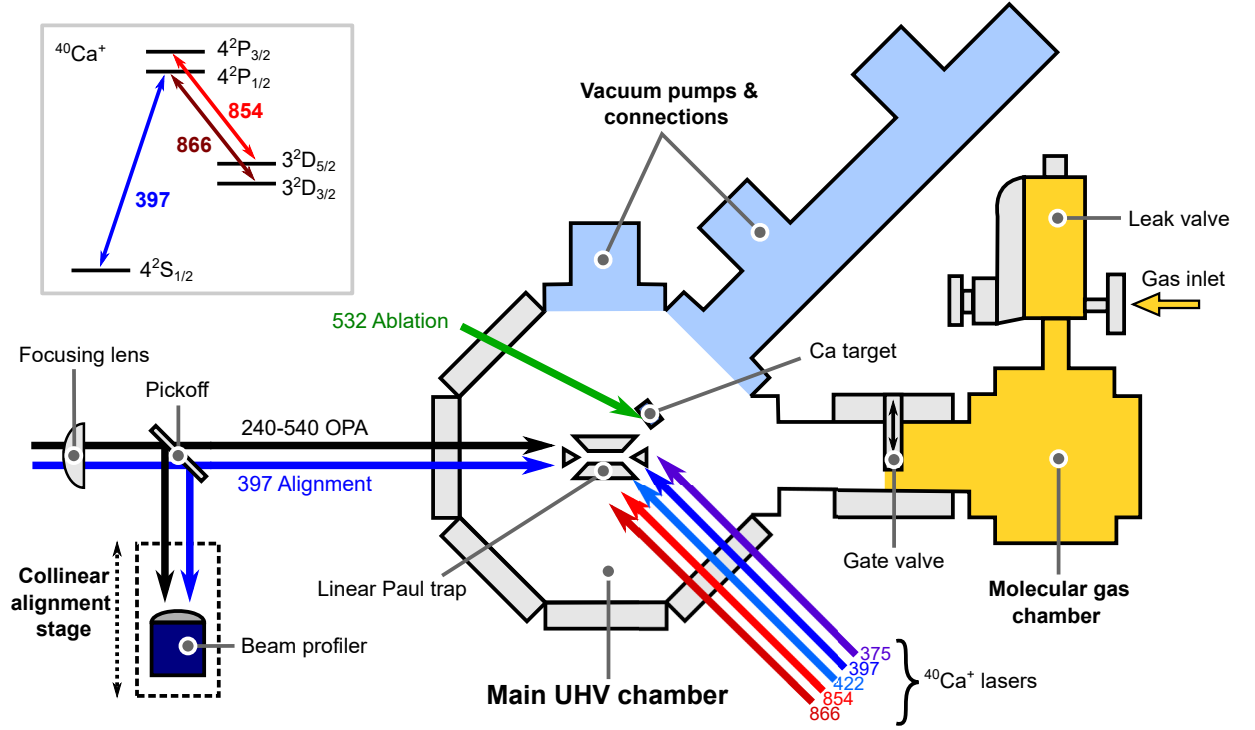 ⁴⁰Ca⁺
4²P₃/₂
4²P₁/₂
854
866
3²D₅/₂
3²D₃/₂
397
4²S₁/₂
Vacuum pumps &
connections
Leak valve
Gas inlet
532 Ablation
Ca target
Focusing lens
Pickoff
240-540 OPA
397 Alignment
Linear Paul trap
Gate valve
Collinear
alignment
stage
Molecular gas
chamber
Beam profiler
Main UHV chamber
375
397
422
854
866
⁴⁰Ca⁺ lasers